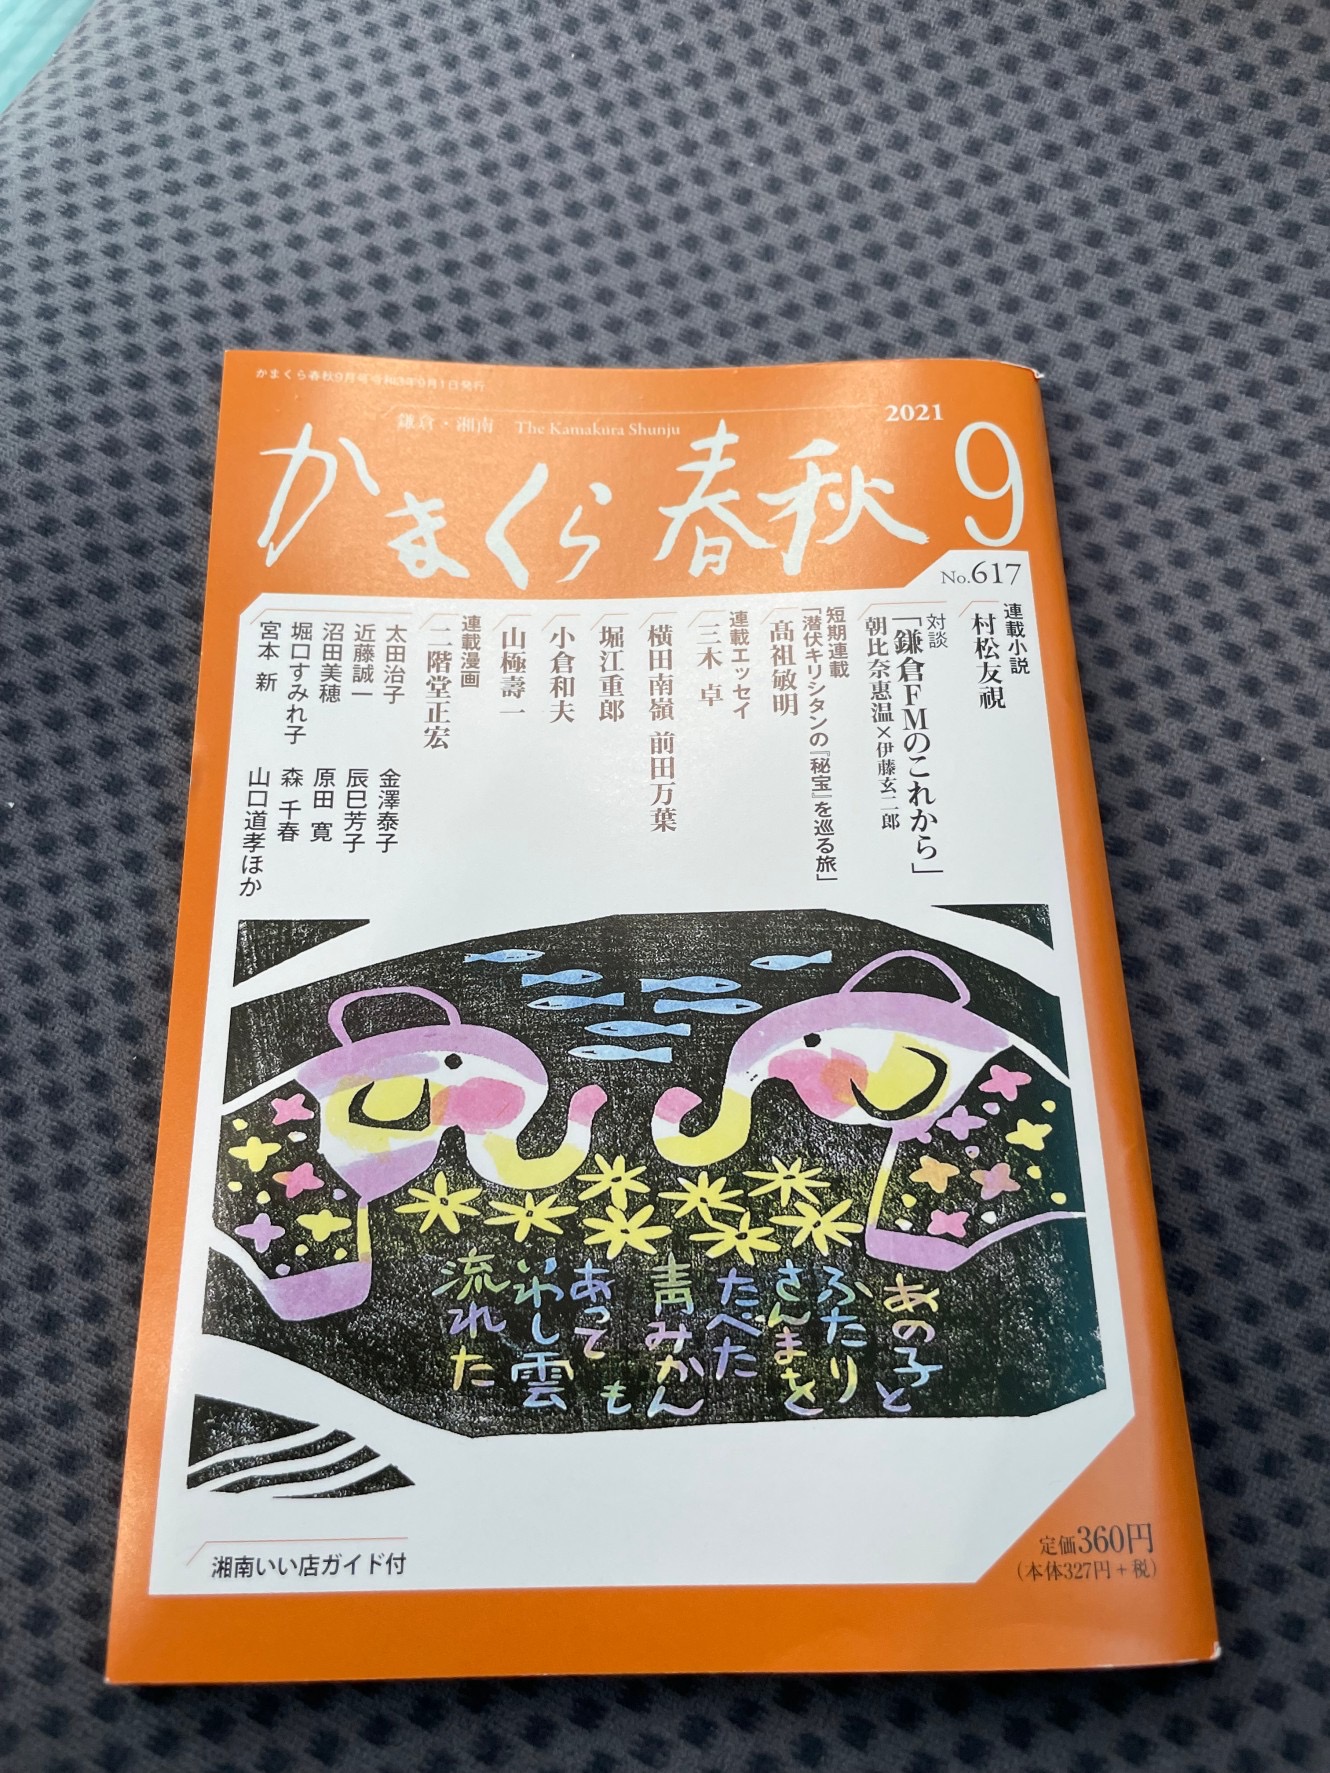 かまくら春秋9月号令和3年9月1日発行
鎌倉・湘南 The Kamakura Shunju
2021
9
かまくら春秋
No.617
連載小説
村松友視
対談
「鎌倉FMのこれから」
朝比奈惠温×伊藤玄二郎
短期連載
「潜伏キリシタンの『秘宝』を巡る旅」
髙祖敏明
連載エッセイ
三木 卓
横田南嶺 前田万葉
堀江重郎
小倉和夫
山極壽一
連載漫画
二階堂正宏
太田治子 金澤泰子
近藤誠一 辰巳芳子
沼田美穂 原田 寛
堀口すみれ子 森 千春
宮本 新 山口道孝ほか
あの子と
ふたり
さんまを
たべた
青みかん
あっても
いわし雲
流れた
湘南いい店ガイド付
定価360円
(本体327円+税)